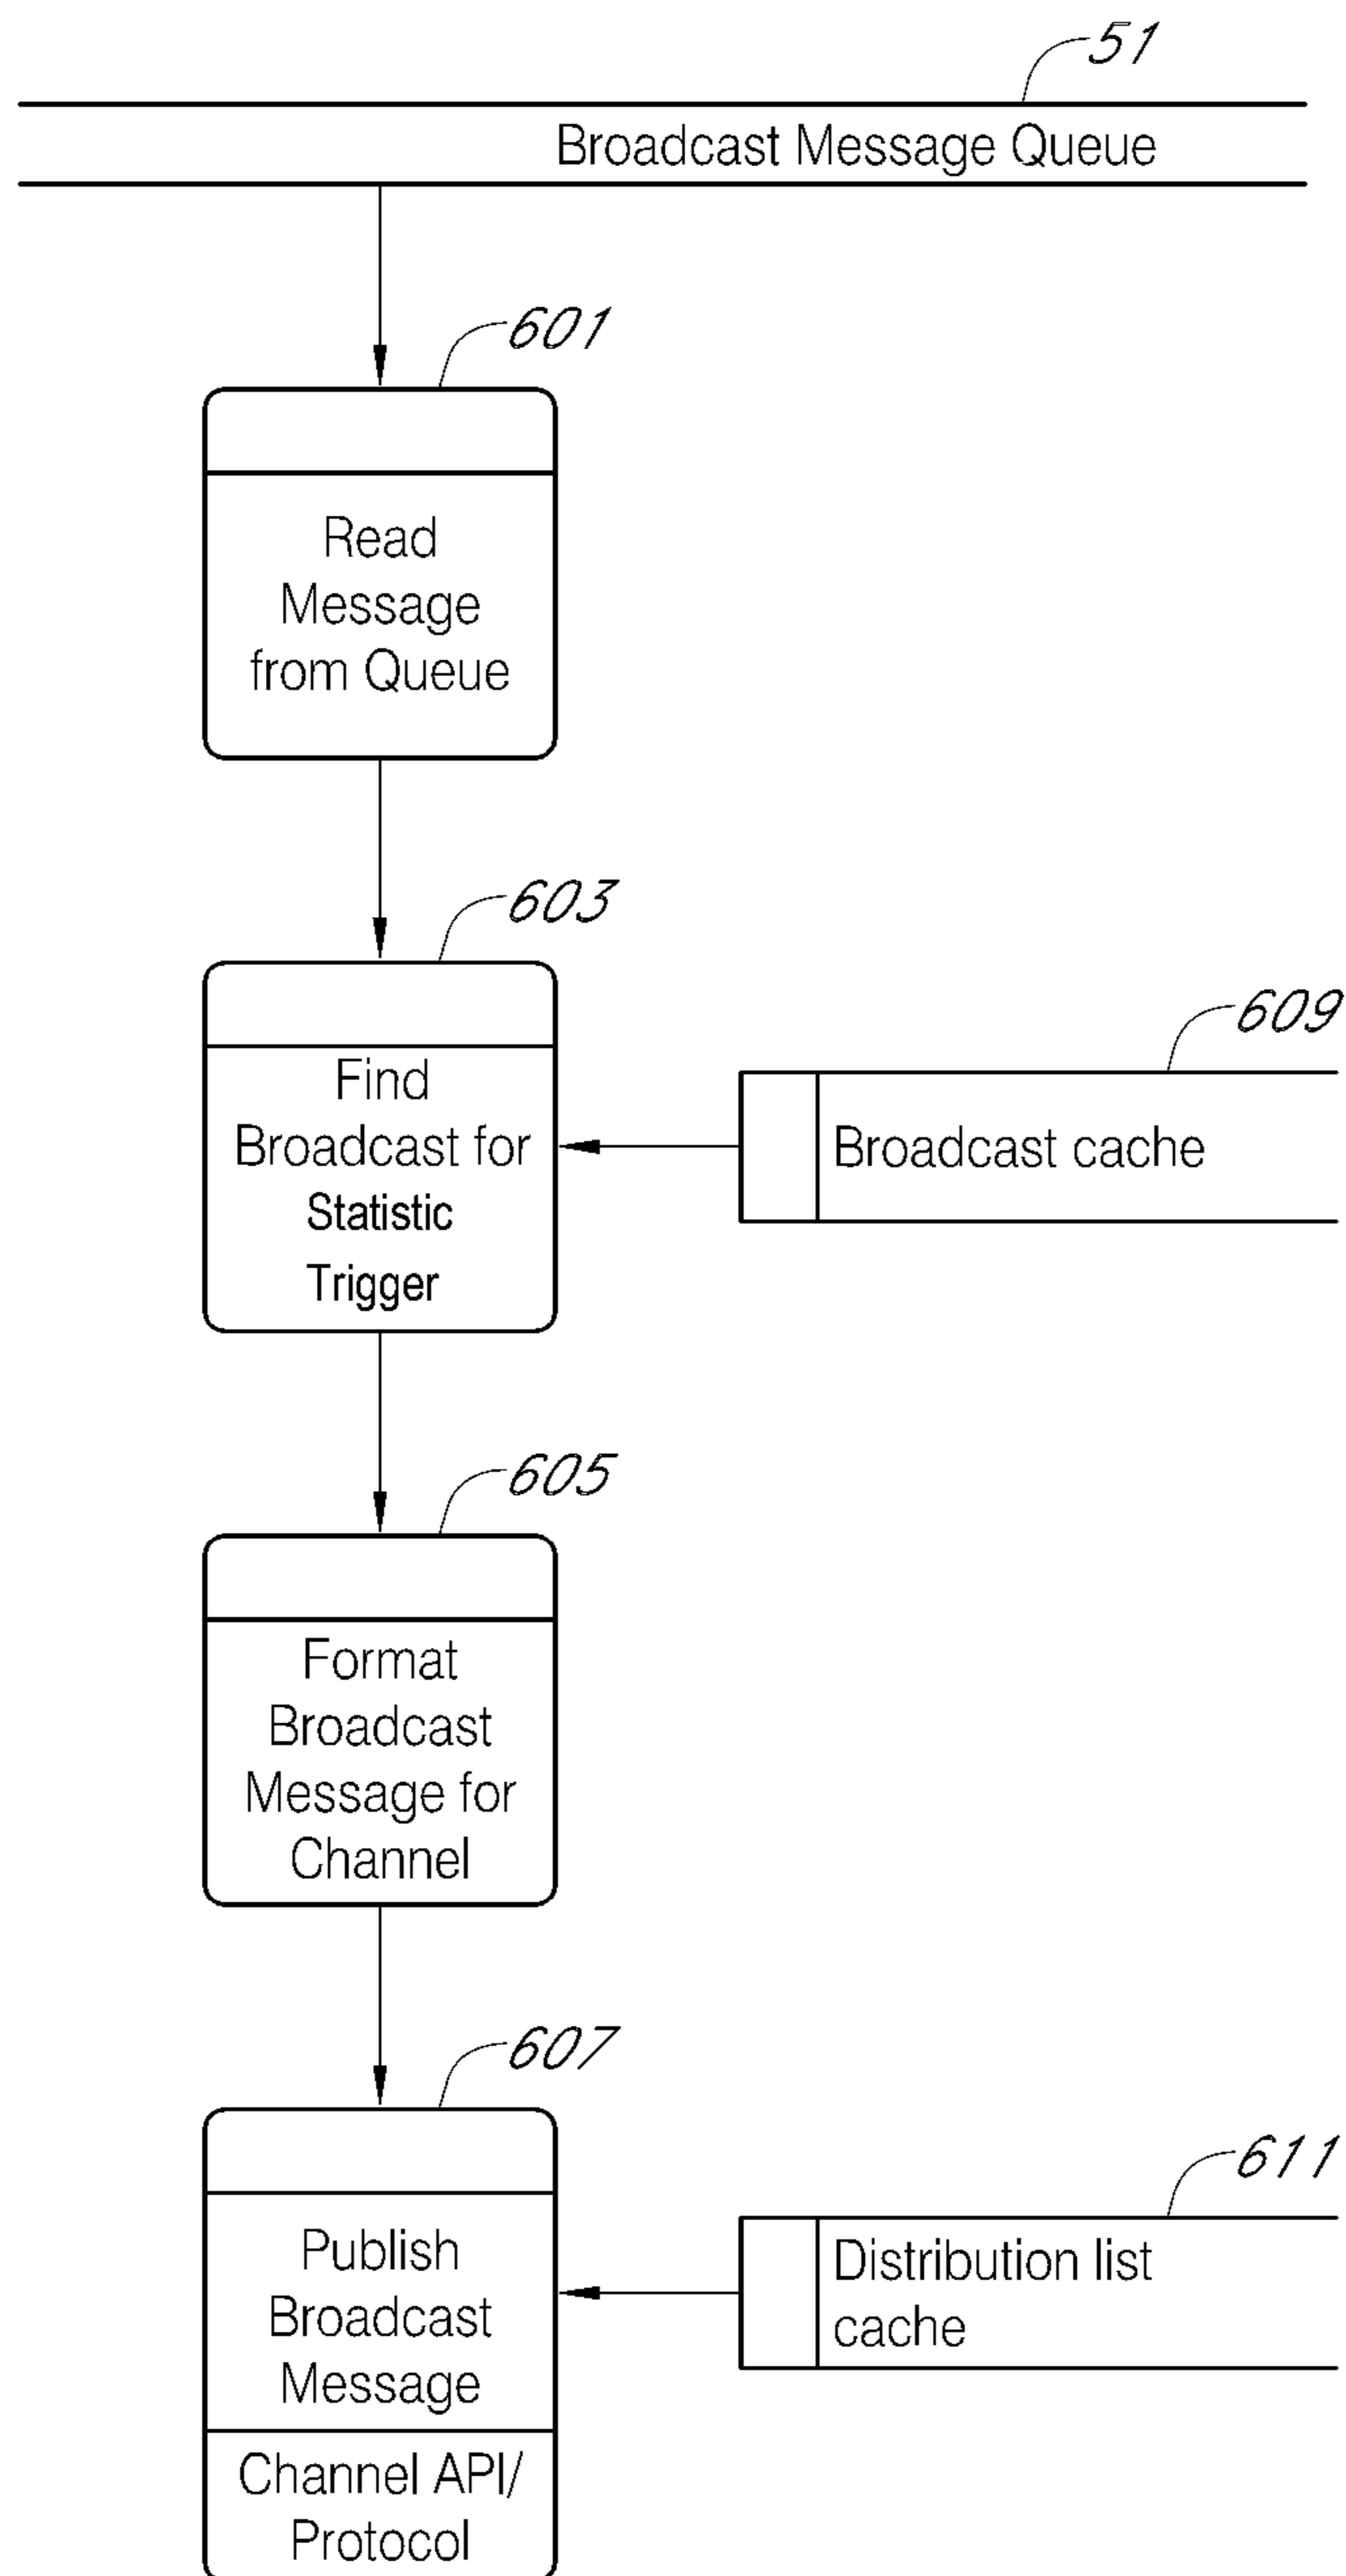 51
Broadcast Message Queue
601
Read
Message
from Queue
603
Find
Broadcast for
Statistic
Trigger
609
Broadcast cache
605
Format
Broadcast
Message for
Channel
607
Publish
Broadcast
Message
Channel API/
Protocol
611
Distribution list
cache